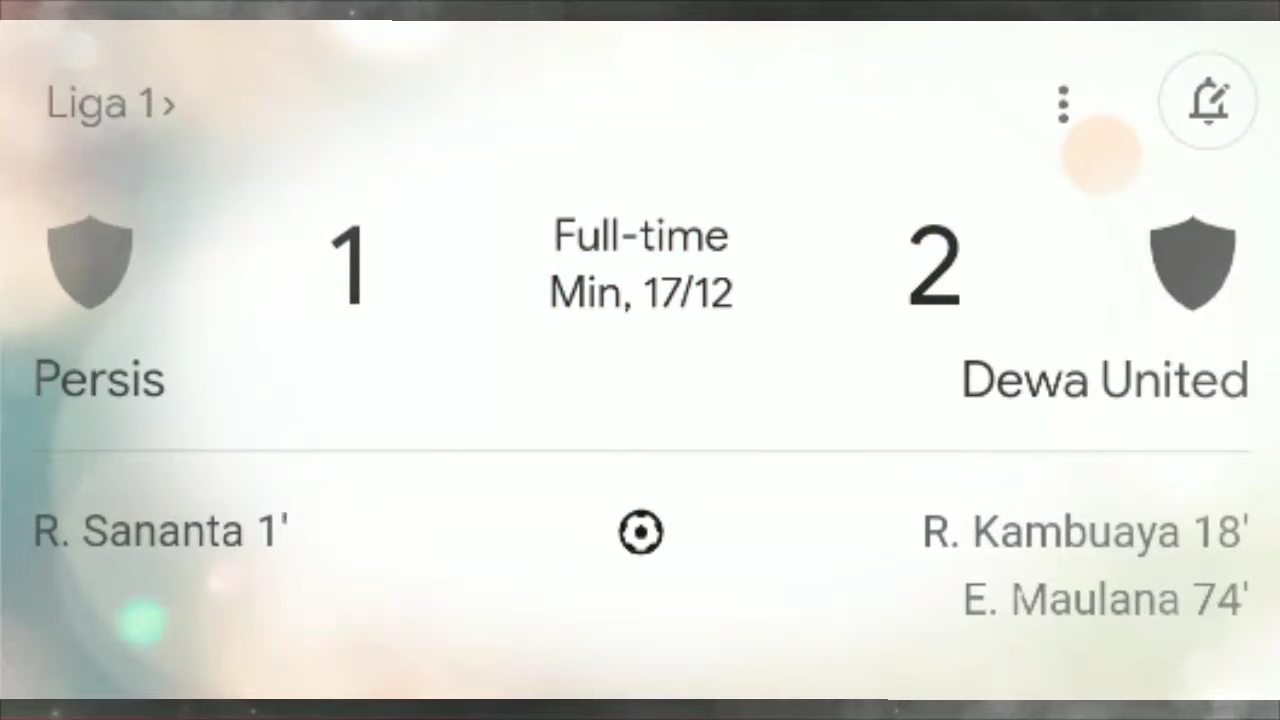 Liga 1 ›
1
Full-time
2
Min, 17/12
Persis
Dewa United
R. Sananta 1'
R. Kambuaya 18'
E. Maulana 74'